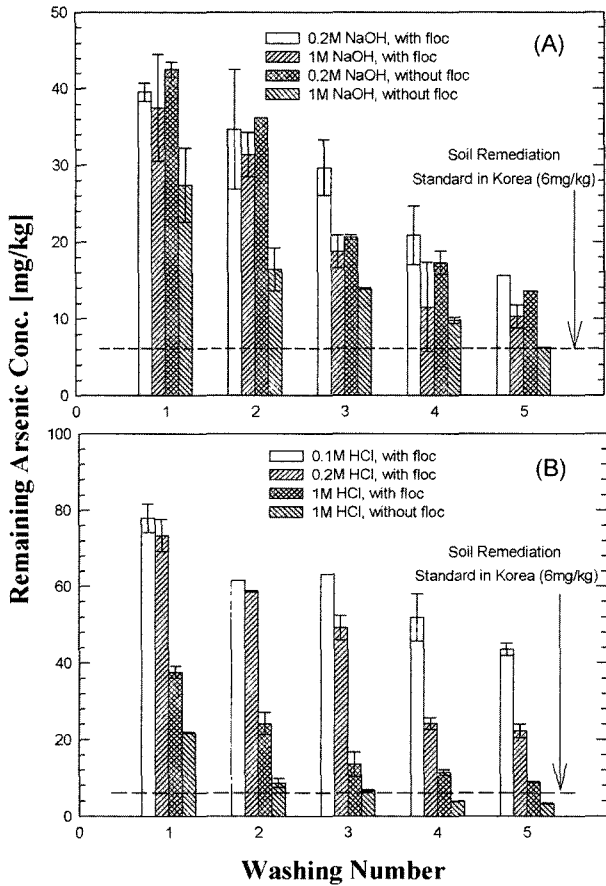 Remaining Arsenic Conc. [mg/kg]
(A)
0.2M NaOH, with floc
1M NaOH, with floc
0.2M NaOH, without floc
1M NaOH, without floc
Soil Remediation
Standard in Korea (6mg/kg)
50
40
30
20
10
0
0 1 2 3 4 5
(B)
0.1M HCl, with floc
0.2M HCl, with floc
1M HCl, with floc
1M HCl, without floc
Soil Remediation
Standard in Korea (6mg/kg)
100
80
60
40
20
0
0 1 2 3 4 5
Washing Number